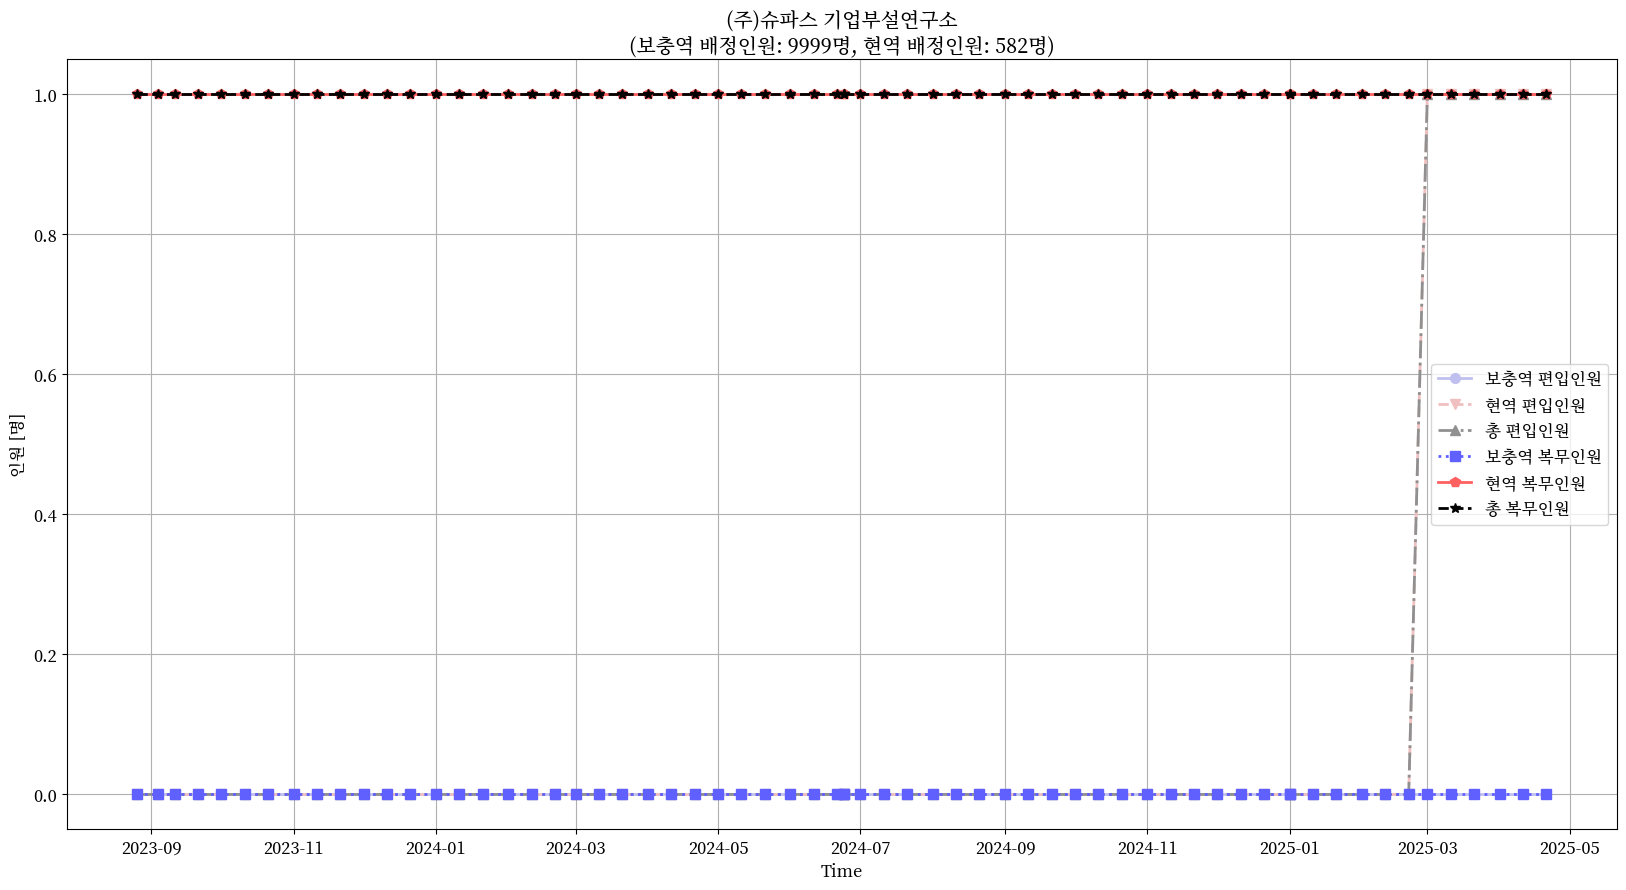 (주)슈파스 기업부설연구소
(보충역 배정인원: 9999명, 현역 배정인원: 582명)
인원 [명]
1.0
0.8
0.6
0.4
0.2
0.0
보충역 편입인원
현역 편입인원
총 편입인원
보충역 복무인원
현역 복무인원
총 복무인원
2023-09 2023-11 2024-01 2024-03 2024-05 2024-07 2024-09 2024-11 2025-01 2025-03 2025-05
Time